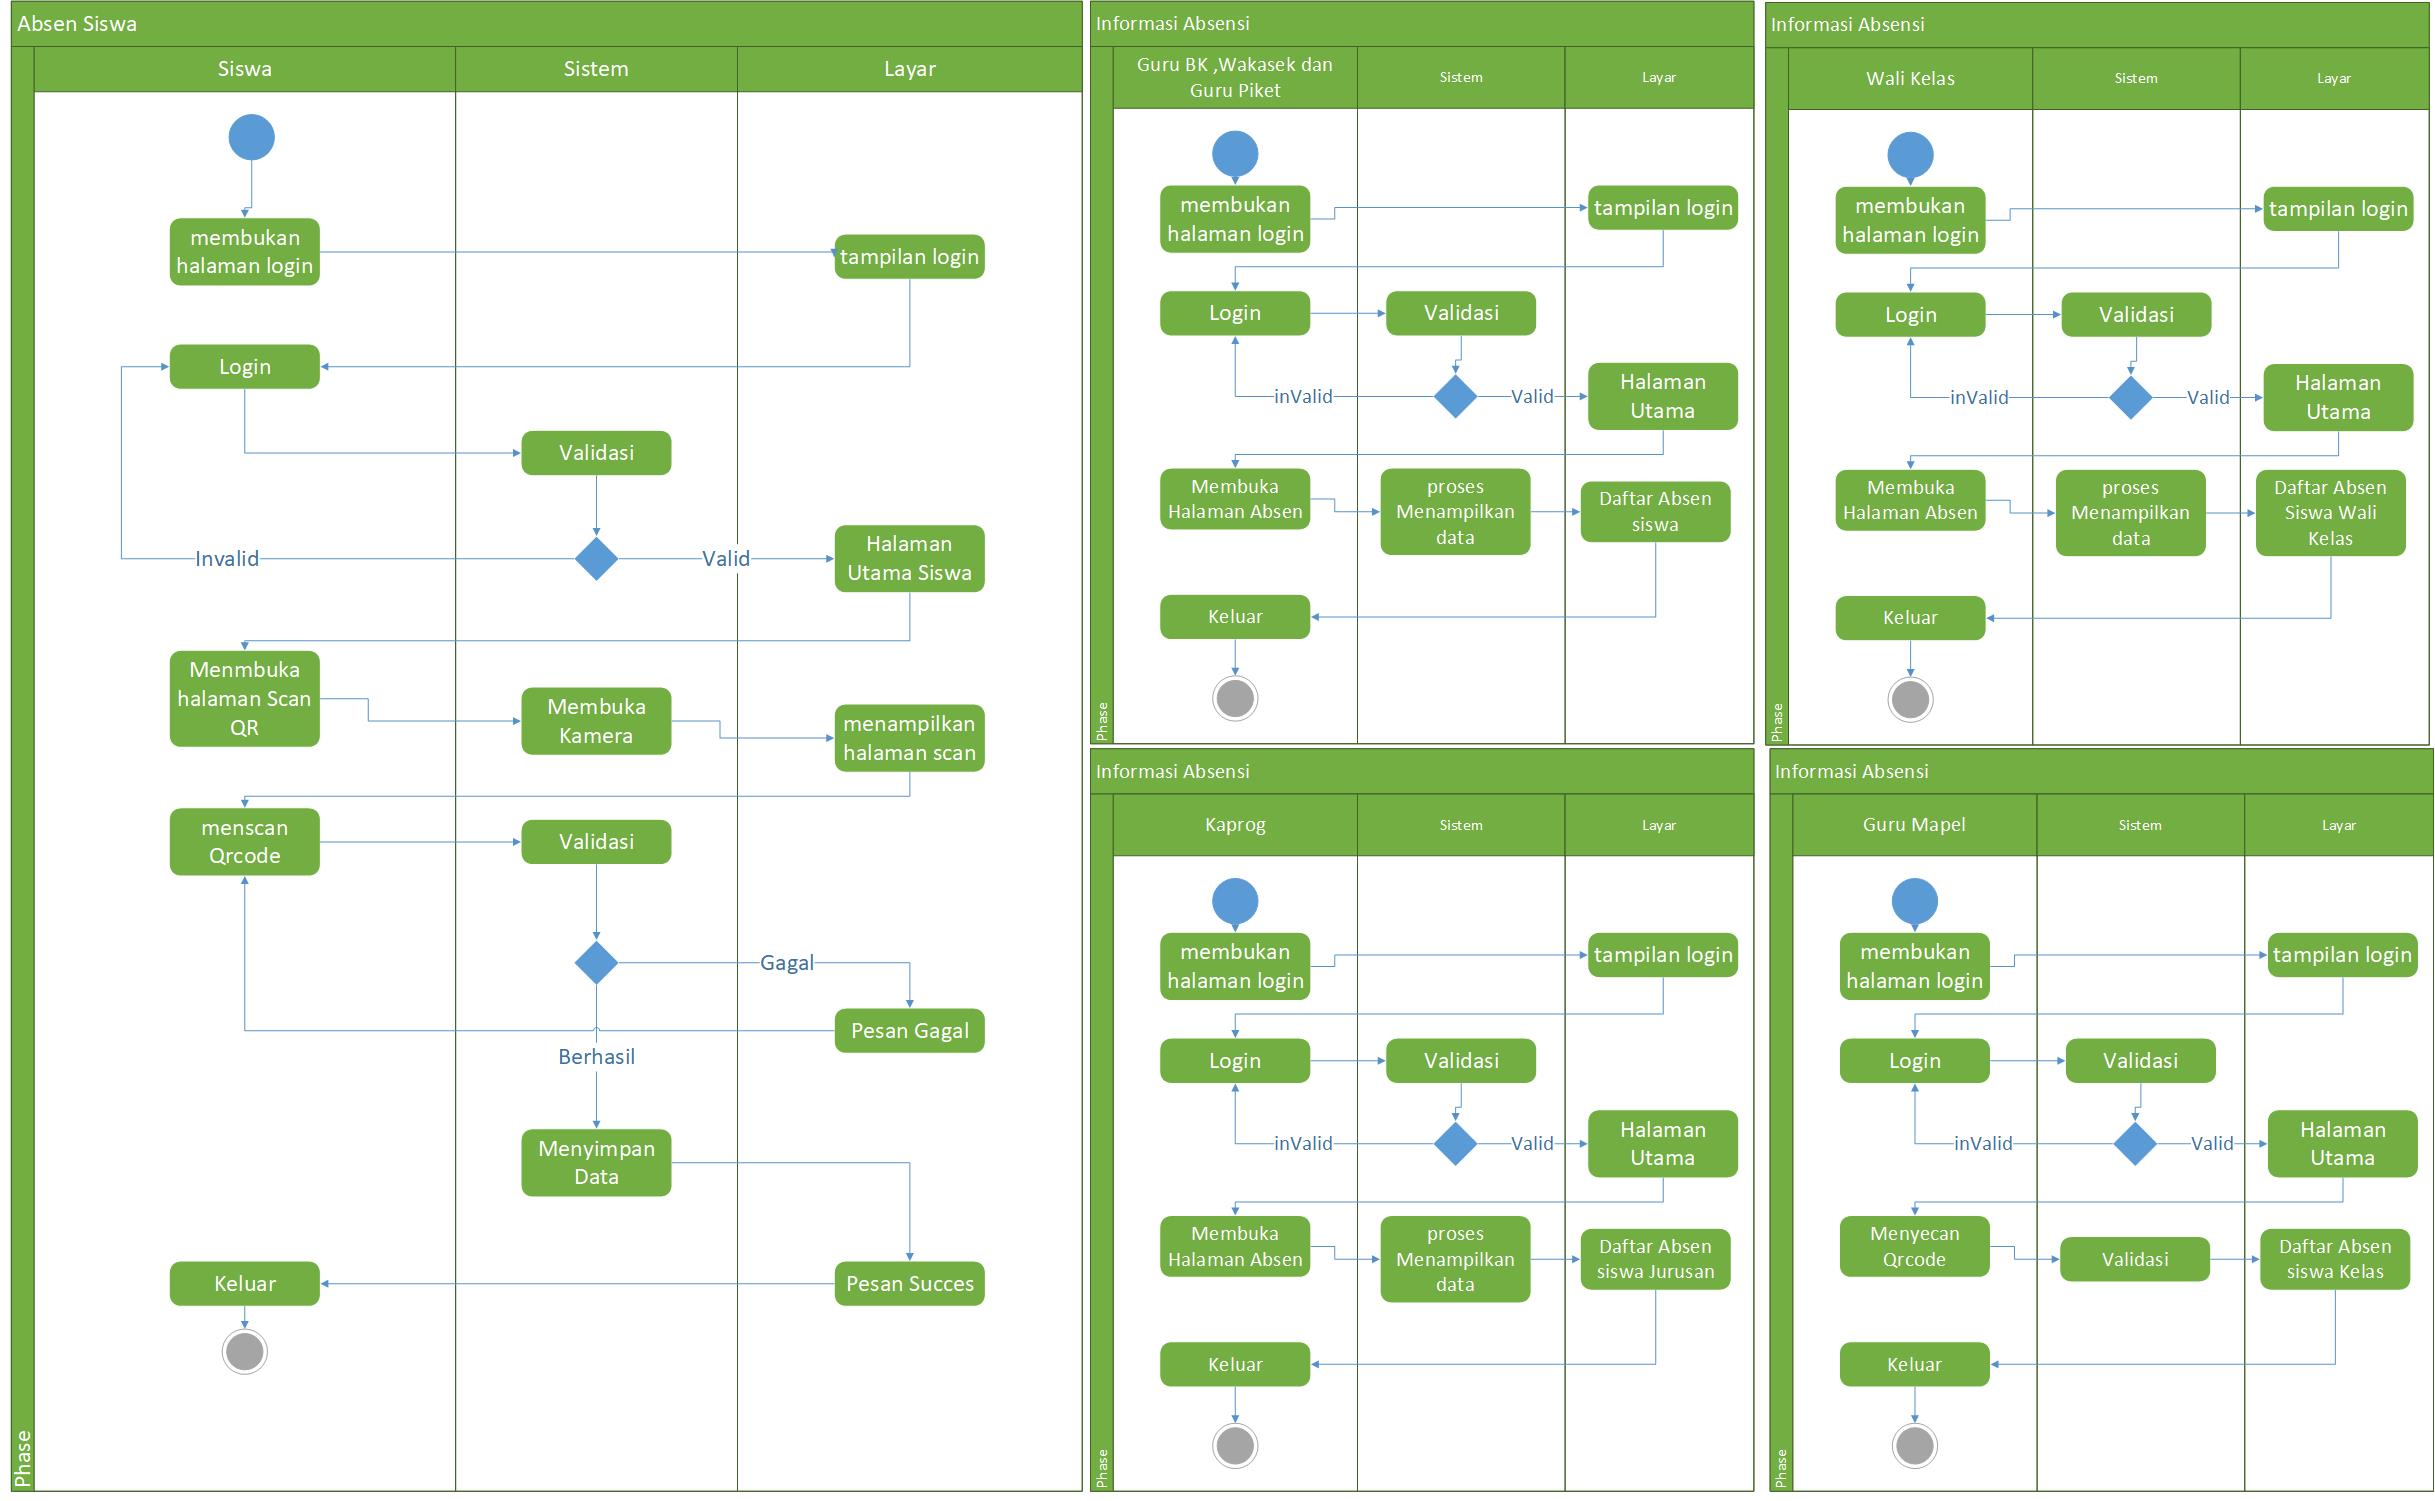 Absen Siswa
Siswa
Sistem
Layar
membukan
halaman login
tampilan login
Login
Validasi
Invalid
Valid
Halaman
Utama Siswa
Menmbuka
halaman Scan
QR
Membuka
Kamera
menampilkan
halaman scan
menscan
Qrcode
Validasi
Gagal
Pesan Gagal
Berhasil
Menyimpan
Data
Keluar
Pesan Succes
Phase
Informasi Absensi
Guru BK ,Wakasek dan
Guru Piket
Sistem
Layar
membukan
halaman login
tampilan login
Login
Validasi
inValid
Valid
Halaman
Utama
Membuka
Halaman Absen
proses
Menampilkan
data
Daftar Absen
siswa
Keluar
Phase
Informasi Absensi
Wali Kelas
Sistem
Layar
membukan
halaman login
tampilan login
Login
Validasi
inValid
Valid
Halaman
Utama
Membuka
Halaman Absen
proses
Menampilkan
data
Daftar Absen
Siswa Wali
Kelas
Keluar
Phase
Informasi Absensi
Kaprog
Sistem
Layar
membukan
halaman login
tampilan login
Login
Validasi
inValid
Valid
Halaman
Utama
Membuka
Halaman Absen
proses
Menampilkan
data
Daftar Absen
siswa Jurusan
Keluar
Phase
Informasi Absensi
Guru Mapel
Sistem
Layar
membukan
halaman login
tampilan login
Login
Validasi
inValid
Valid
Halaman
Utama
Menyecan
Qrcode
Validasi
Daftar Absen
siswa Kelas
Keluar
Phase